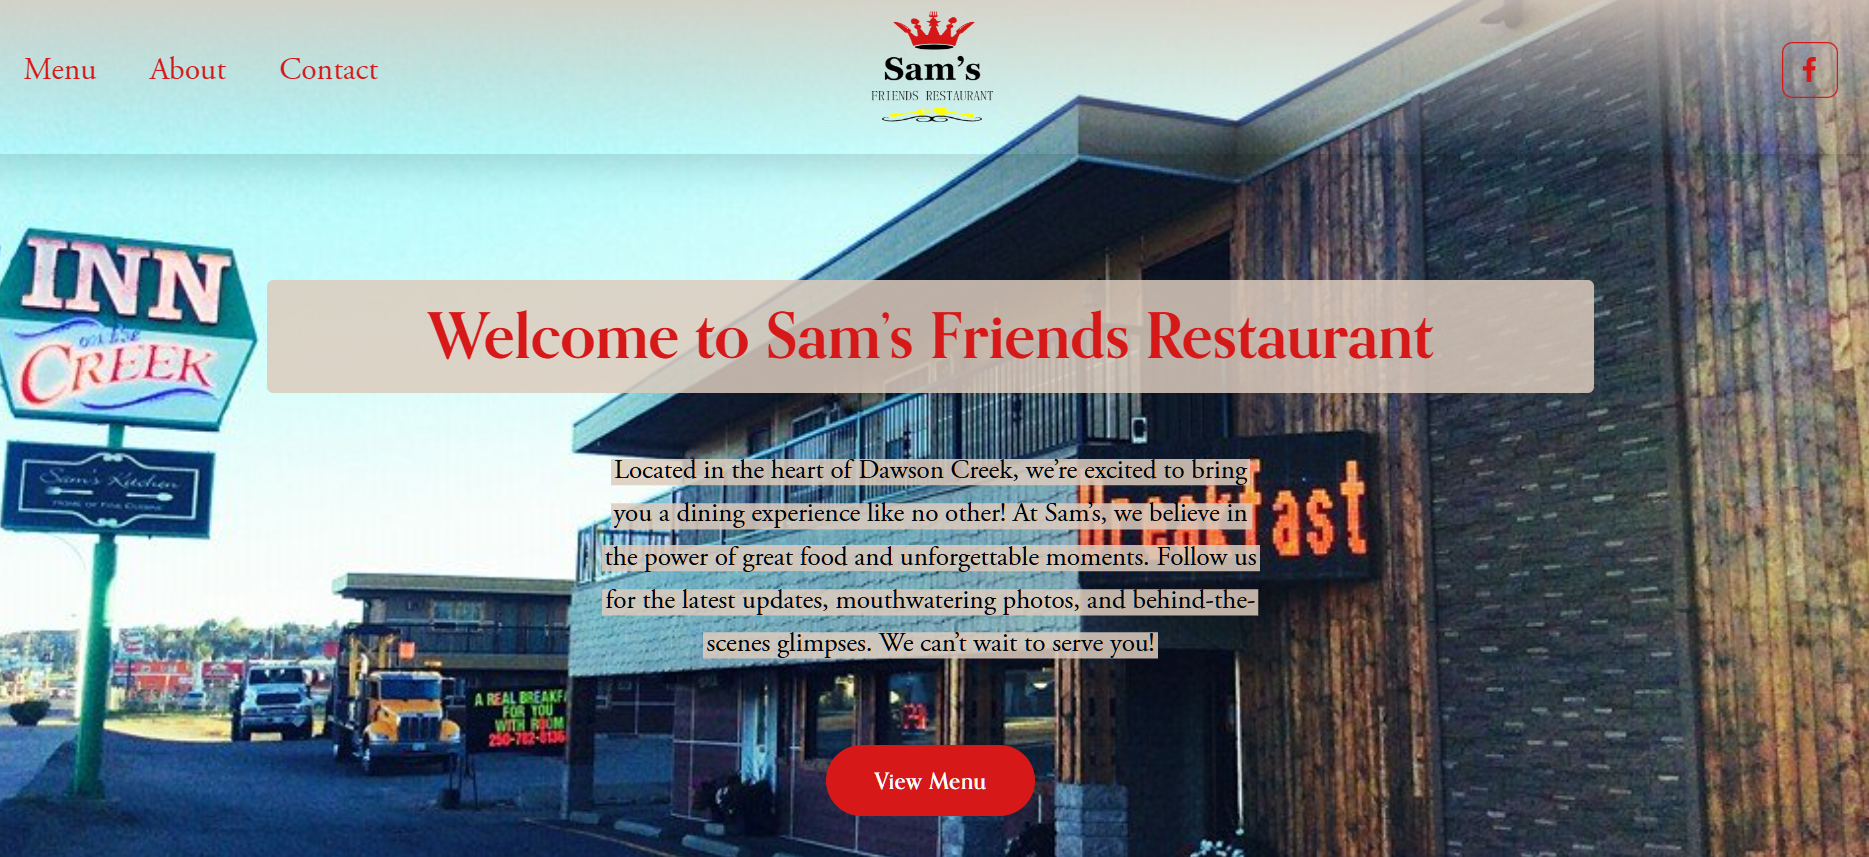 Menu About Contact
Sam's
FRIENDS RESTAURANT
INN
on the
CREEK
Sam's Kitchen
HOME OF FINE CUISINE
Welcome to Sam's Friends Restaurant
Located in the heart of Dawson Creek, we're excited to bring
you a dining experience like no other! At Sam's, we believe in
the power of great food and unforgettable moments. Follow us
for the latest updates, mouthwatering photos, and behind-the-
scenes glimpses. We can't wait to serve you!
Breakfast
A REAL BREAKF
FOR YOU
WITH ROOM
250-782-8136
View Menu